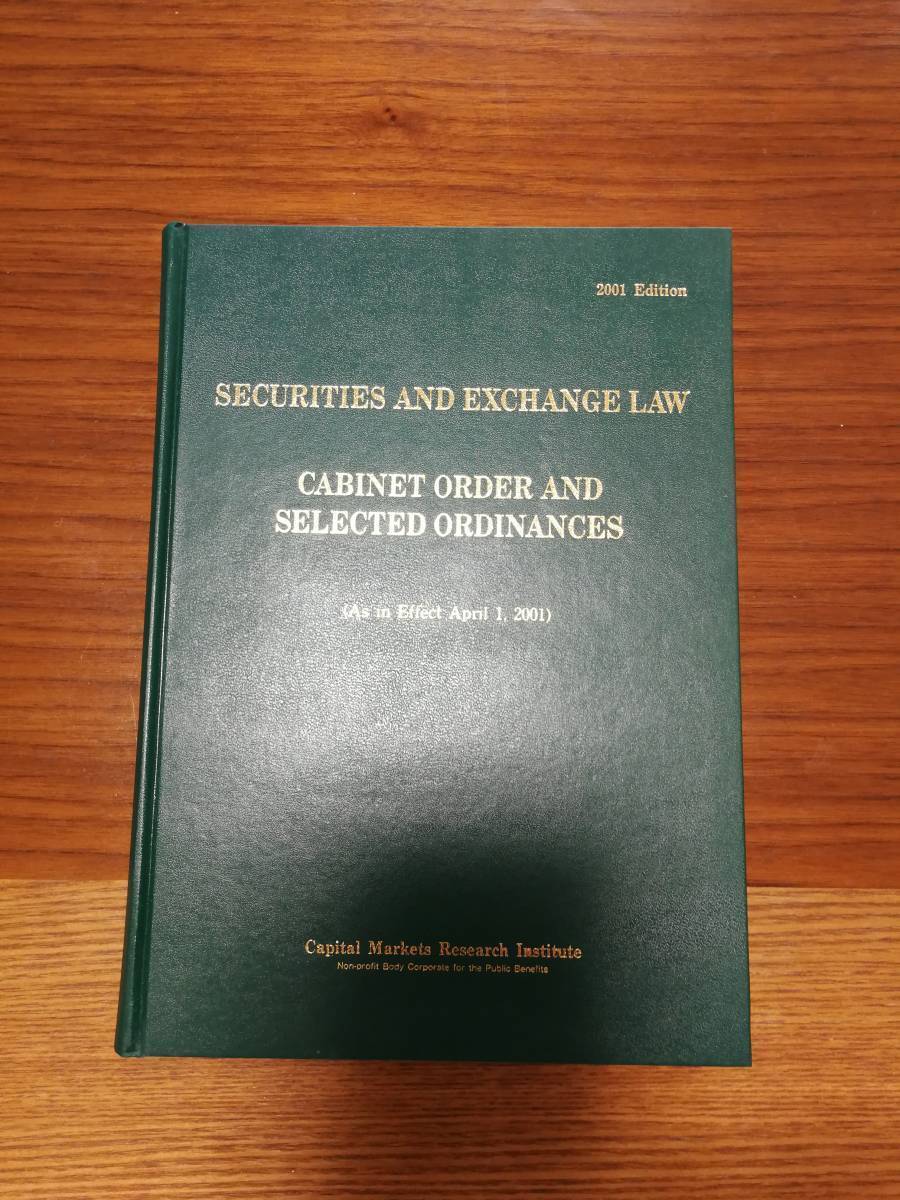 2001 Edition
SECURITIES AND EXCHANGE LAW
CABINET ORDER AND
SELECTED ORDINANCES
(As in Effect April 1, 2001)
Capital Markets Research Institute
Non-profit Body Corporate for the Public Benefits